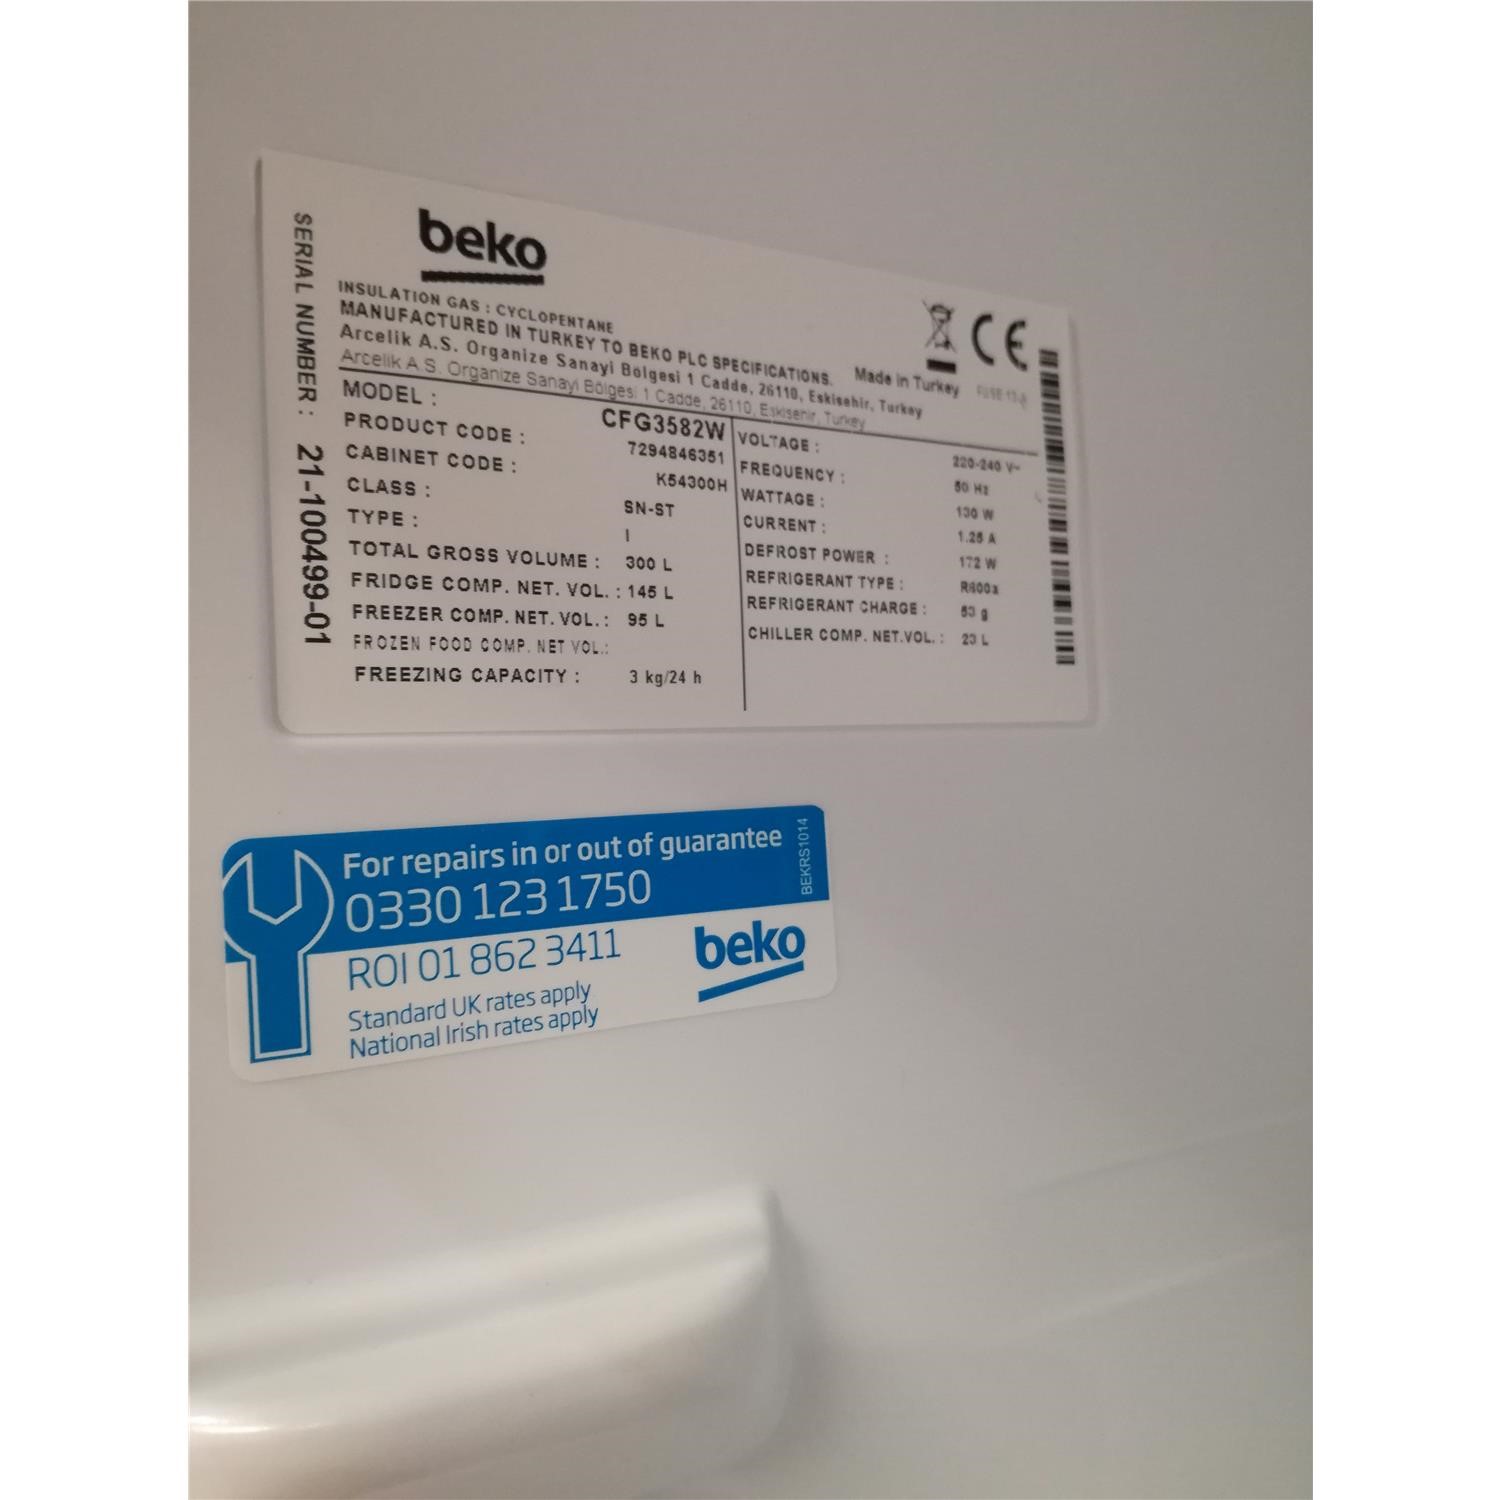 beko
INSULATION GAS : CYCLOPENTANE
MANUFACTURED IN TURKEY TO BEKO PLC SPECIFICATIONS.
Arcelik A.S. Organize Sanayi Bölgesi 1 Cadde, 26110, Eskisehir, Turkey
Arcelik A.S. Organize Sanayi Bölgesi 1 Cadde, 26110, Eskisehir, Turkey
Made in Turkey
CE
SERIAL NUMBER : 21-100499-01
MODEL : CFG3582W
PRODUCT CODE : 7294846351
CABINET CODE : K54300H
CLASS : SN-ST
TYPE : I
TOTAL GROSS VOLUME : 300 L
FRIDGE COMP. NET. VOL. : 145 L
FREEZER COMP. NET. VOL. : 95 L
FROZEN FOOD COMP. NET VOL.:
FREEZING CAPACITY : 3 kg/24 h
VOLTAGE : 220-240 V~
FREQUENCY : 50 Hz
WATTAGE : 130 W
CURRENT : 1.25 A
DEFROST POWER : 172 W
REFRIGERANT TYPE : R600a
REFRIGERANT CHARGE :
CHILLER COMP. NET.VOL. : 23 L
For repairs in or out of guarantee
0330 123 1750
ROI 01 862 3411
Standard UK rates apply
National Irish rates apply
beko
BEKRS1014